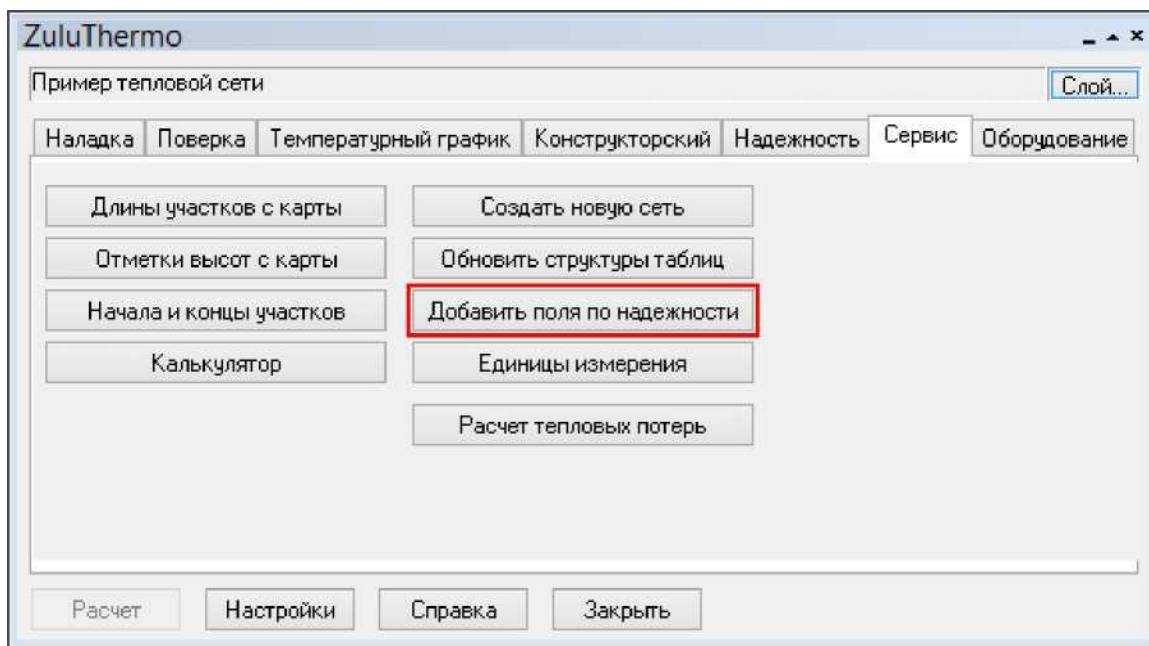 ZuluThermo
Пример тепловой сети Слой...
Наладка Поверка Температурный график Конструкторский Надежность Сервис Оборудование
Длины участков с карты Создать новую сеть
Отметки высот с карты Обновить структуры таблиц
Начала и концы участков Добавить поля по надежности
Калькулятор Единицы измерения
Расчет тепловых потерь
Расчет Настройки Справка Закрыть